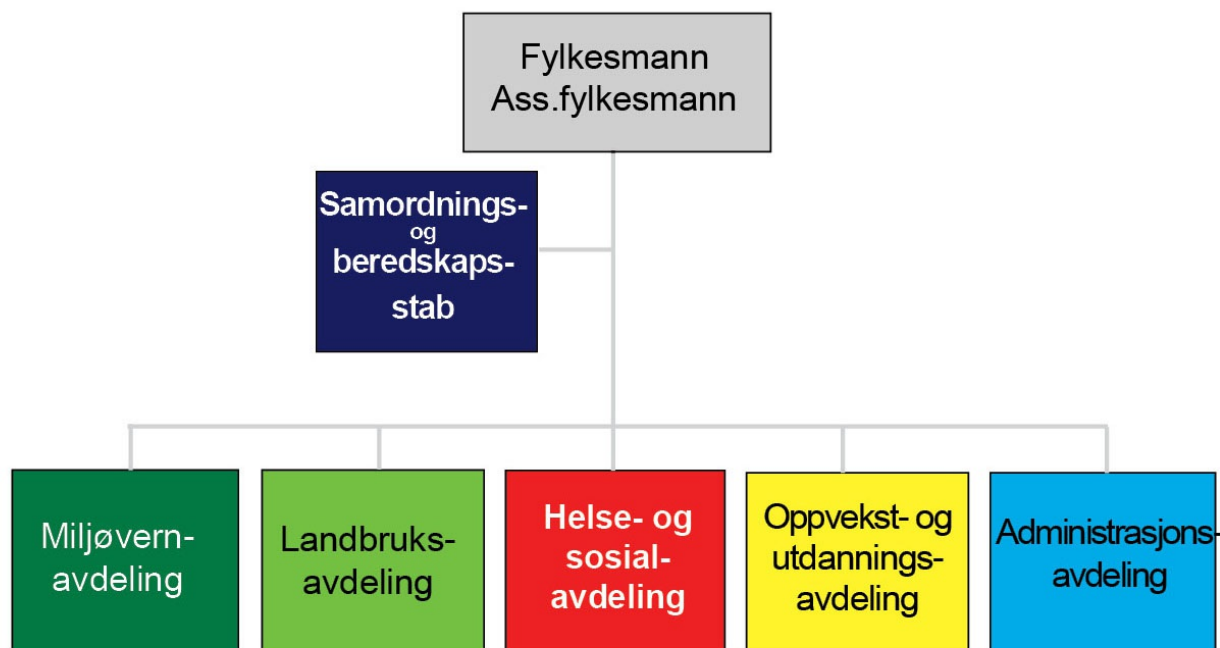 Fylkesmann
Ass.fylkesmann
Samordnings-
og
beredskaps-
stab
Miljøvern-
avdeling
Landbruks-
avdeling
Helse- og
sosial-
avdeling
Oppvekst- og
utdannings-
avdeling
Administrasjons-
avdeling